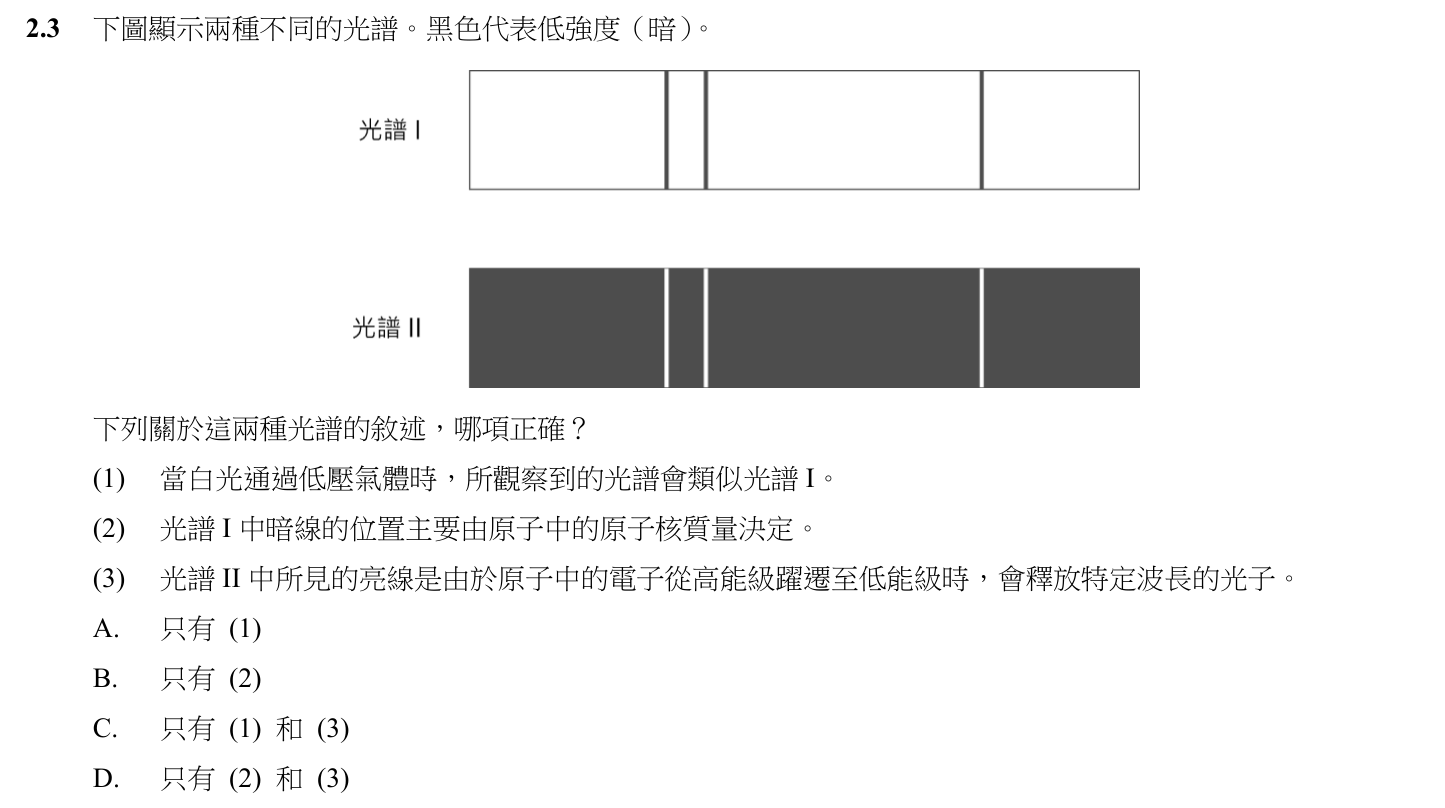 2.3 下圖顯示兩種不同的光譜。黑色代表低強度（暗）。
光譜 I
光譜 II
下列關於這兩種光譜的敘述，哪項正確？
(1) 當白光通過低壓氣體時，所觀察到的光譜會類似光譜 I。
(2) 光譜 I 中暗線的位置主要由原子中的原子核質量決定。
(3) 光譜 II 中所見的亮線是由於原子中的電子從高能級躍遷至低能級時，會釋放特定波長的光子。
A. 只有 (1)
B. 只有 (2)
C. 只有 (1) 和 (3)
D. 只有 (2) 和 (3)